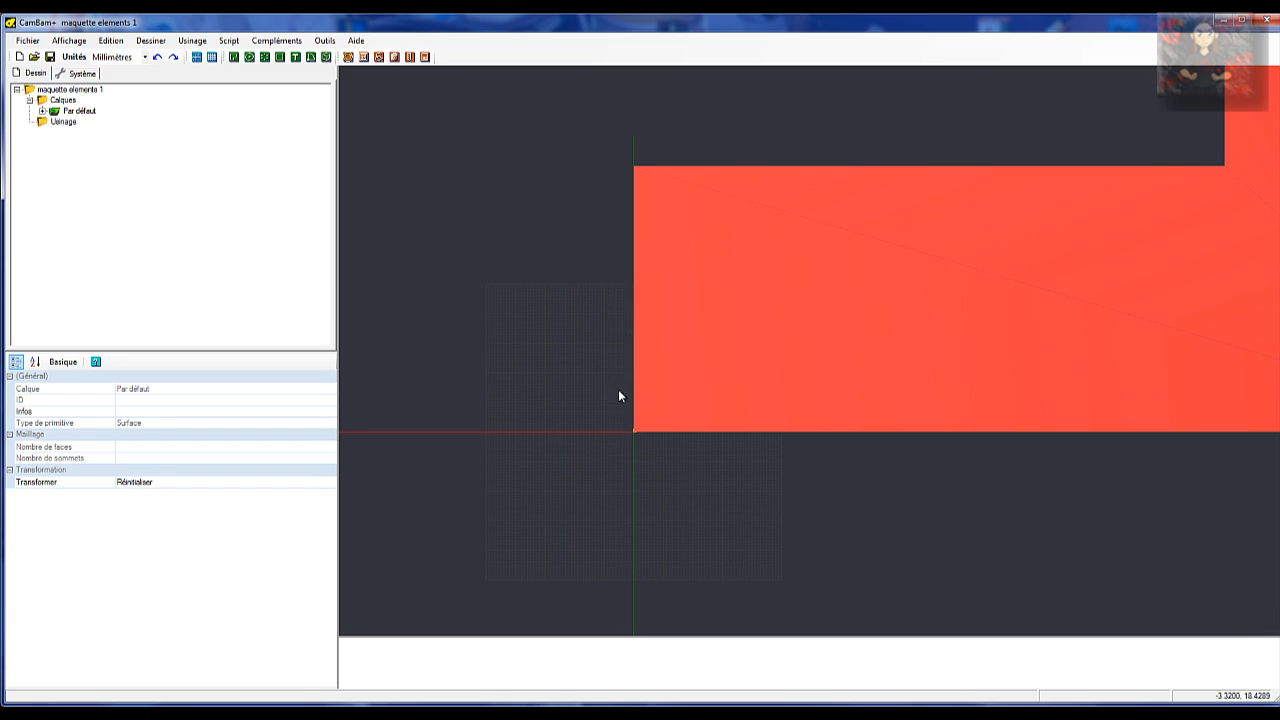 CamBam+ maquette elements 1
Fichier Affichage Edition Dessiner Usinage Script Compléments Outils Aide
Unités Millimètres
Dessin Système
maquette elements 1
Calques
Par défaut
Usinage
Basique
(Général)
Calque Par défaut
ID
Infos
Type de primitive Surface
Maillage
Nombre de faces
Nombre de sommets
Transformation
Transformer Réinitialiser
-3.3200, 18.4289